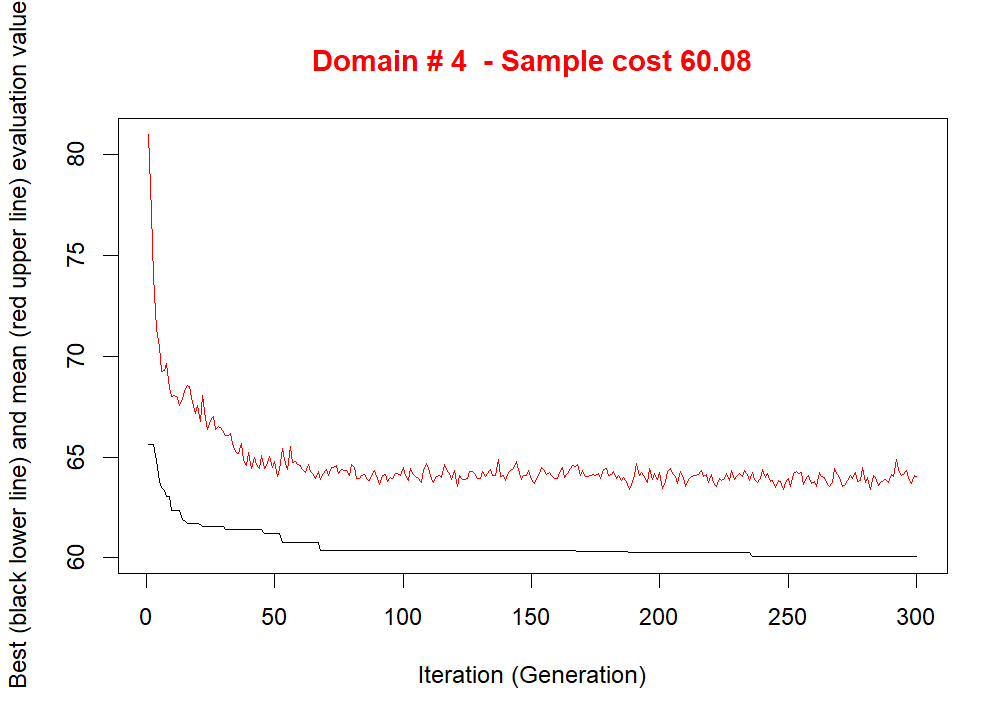 Domain # 4  - Sample cost 60.08
Best (black lower line) and mean (red upper line) evaluation value
80
75
70
65
60
0 50 100 150 200 250 300
Iteration (Generation)